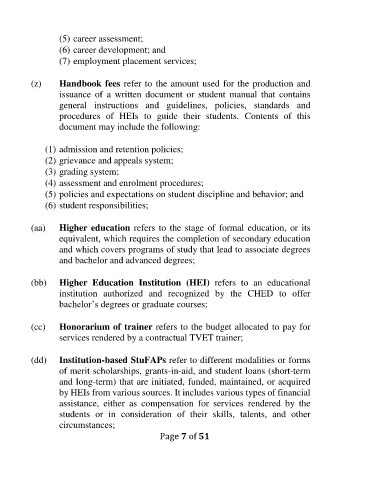 (5) career assessment;
(6) career development; and
(7) employment placement services;
(z) Handbook fees refer to the amount used for the production and
issuance of a written document or student manual that contains
general instructions and guidelines, policies, standards and
procedures of HEIs to guide their students. Contents of this
document may include the following:
(1) admission and retention policies;
(2) grievance and appeals system;
(3) grading system;
(4) assessment and enrolment procedures;
(5) policies and expectations on student discipline and behavior; and
(6) student responsibilities;
(aa) Higher education refers to the stage of formal education, or its
equivalent, which requires the completion of secondary education
and which covers programs of study that lead to associate degrees
and bachelor and advanced degrees;
(bb) Higher Education Institution (HEI) refers to an educational
institution authorized and recognized by the CHED to offer
bachelor's degrees or graduate courses;
(cc) Honorarium of trainer refers to the budget allocated to pay for
services rendered by a contractual TVET trainer;
(dd) Institution-based StuFAPs refer to different modalities or forms
of merit scholarships, grants-in-aid, and student loans (short-term
and long-term) that are initiated, funded, maintained, or acquired
by HEIs from various sources. It includes various types of financial
assistance, either as compensation for services rendered by the
students or in consideration of their skills, talents, and other
circumstances;
Page 7 of 51